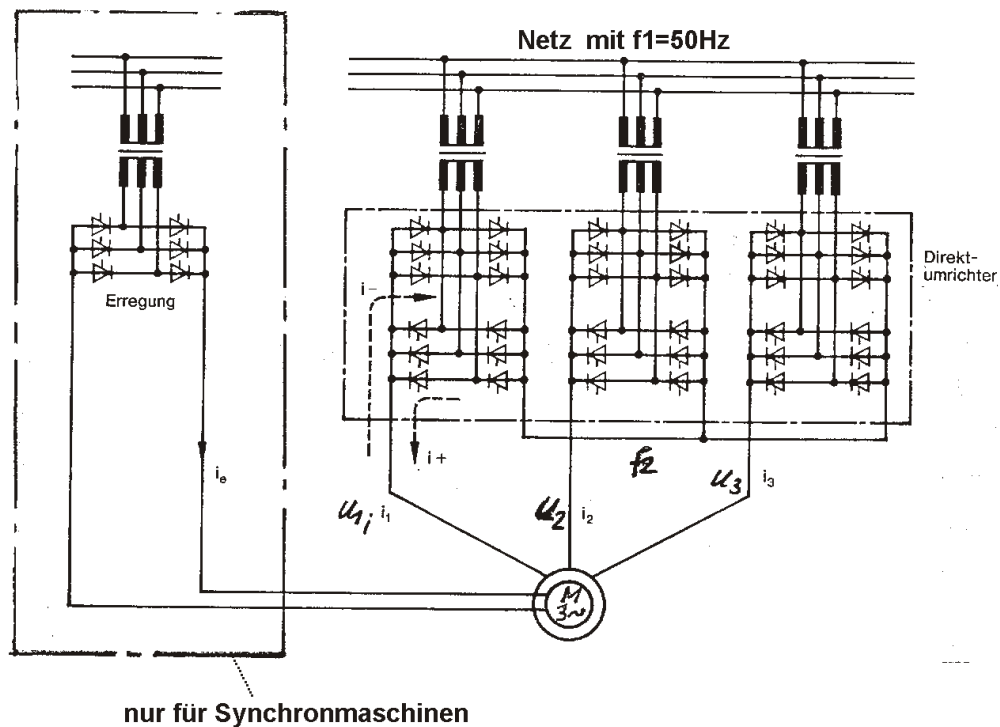 Netz mit f1=50Hz
Direkt-
umrichter
Erregung
i–
i+
f2
ie
u1
i1
u2
i2
u3
i3
M
3~
nur für Synchronmaschinen